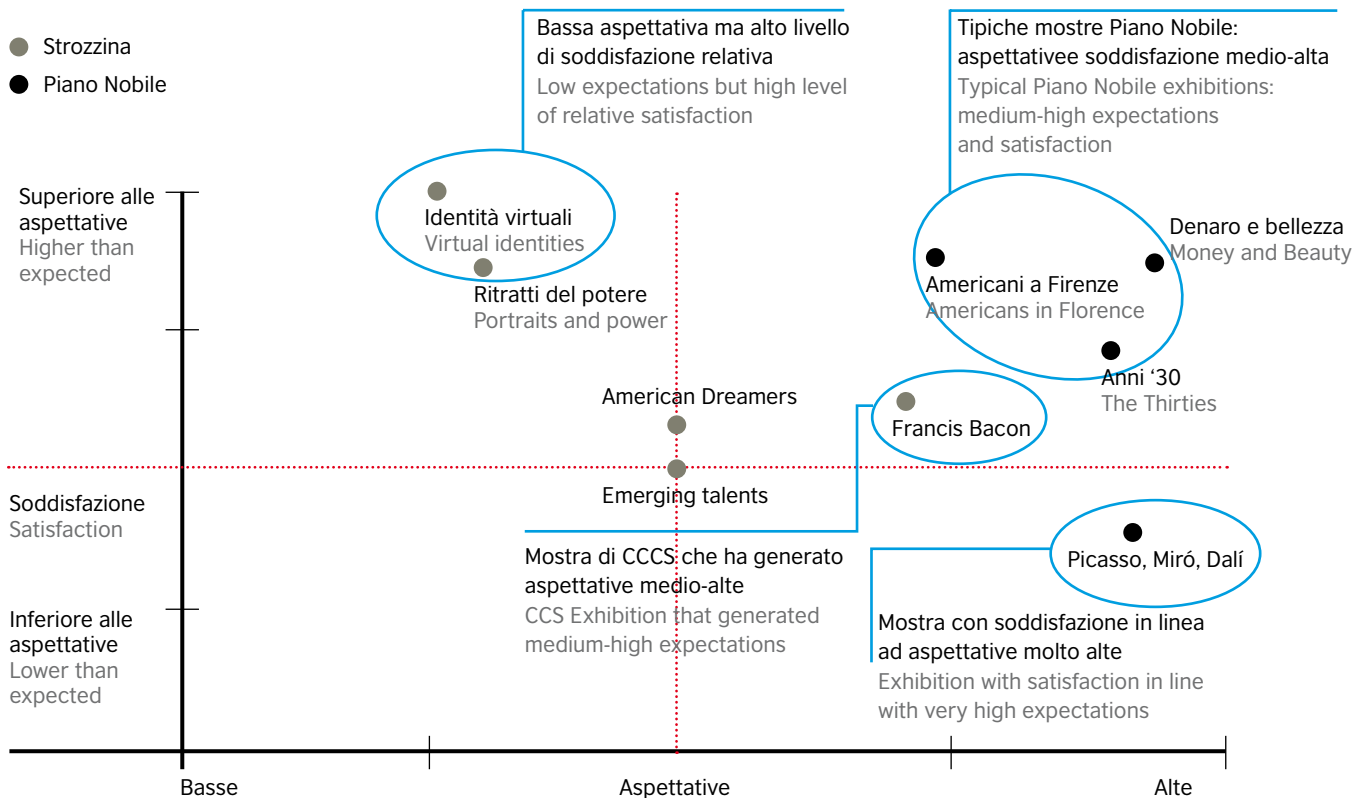 Strozzina
Piano Nobile
Bassa aspettativa ma alto livello
di soddisfazione relativa
Low expectations but high level
of relative satisfaction
Tipiche mostre Piano Nobile:
aspettativee soddisfazione medio-alta
Typical Piano Nobile exhibitions:
medium-high expectations
and satisfaction
Superiore alle
aspettative
Higher than
expected
Identità virtuali
Virtual identities
Ritratti del potere
Portraits and power
Denaro e bellezza
Money and Beauty
Americani a Firenze
Americans in Florence
Anni ‘30
The Thirties
American Dreamers
Francis Bacon
Emerging talents
Soddisfazione
Satisfaction
Picasso, Miró, Dalí
Mostra di CCCS che ha generato
aspettative medio-alte
CCS Exhibition that generated
medium-high expectations
Mostra con soddisfazione in linea
ad aspettative molto alte
Exhibition with satisfaction in line
with very high expectations
Inferiore alle
aspettative
Lower than
expected
Basse
Aspettative
Alte